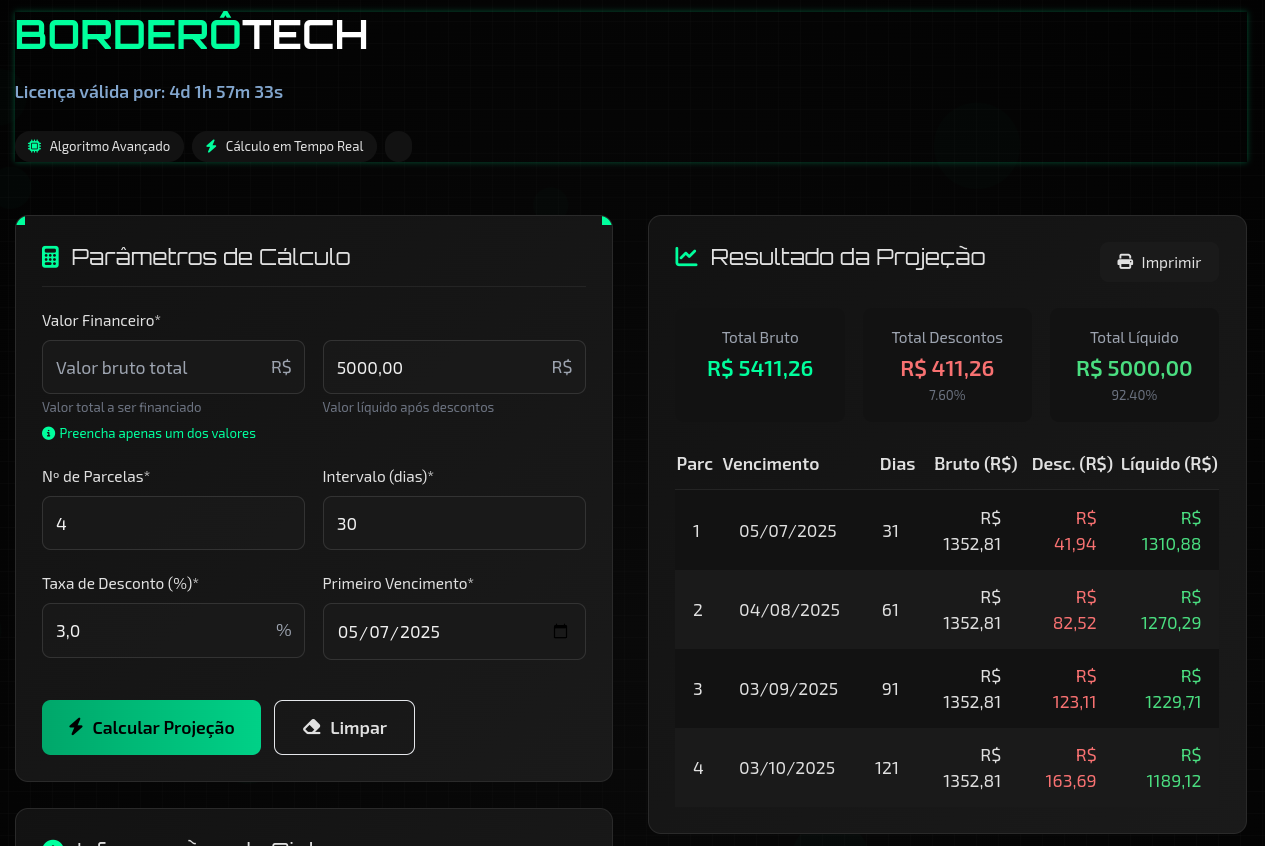 BORDERÔTECH
Licença válida por: 4d 1h 57m 33s
Algoritmo Avançado
Cálculo em Tempo Real
Parâmetros de Cálculo
Valor Financeiro*
Valor bruto total R$
5000,00 R$
Valor total a ser financiado
Valor líquido após descontos
Preencha apenas um dos valores
Nº de Parcelas*
Intervalo (dias)*
4
30
Taxa de Desconto (%)*
Primeiro Vencimento*
3,0 %
05/07/2025
Calcular Projeção
Limpar
Resultado da Projeção
Imprimir
Total Bruto
R$ 5411,26
Total Descontos
R$ 411,26
7.60%
Total Líquido
R$ 5000,00
92.40%
Parc Vencimento Dias Bruto (R$) Desc. (R$) Líquido (R$)
1 05/07/2025 31 R$ 1352,81 R$ 41,94 R$ 1310,88
2 04/08/2025 61 R$ 1352,81 R$ 82,52 R$ 1270,29
3 03/09/2025 91 R$ 1352,81 R$ 123,11 R$ 1229,71
4 03/10/2025 121 R$ 1352,81 R$ 163,69 R$ 1189,12